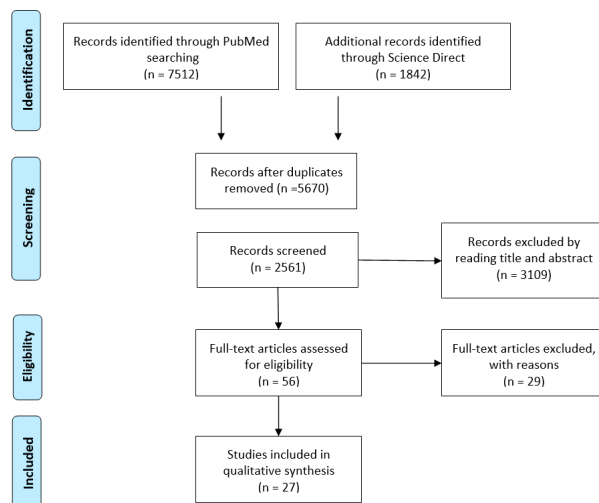 Identification
Records identified through PubMed
searching
(n = 7512)
Additional records identified
through Science Direct
(n = 1842)
Screening
Records after duplicates
removed (n =5670)
Records screened
(n = 2561)
Records excluded by
reading title and abstract
(n = 3109)
Eligibility
Full-text articles assessed
for eligibility
(n = 56)
Full-text articles excluded,
with reasons
(n = 29)
Included
Studies included in
qualitative synthesis
(n = 27)